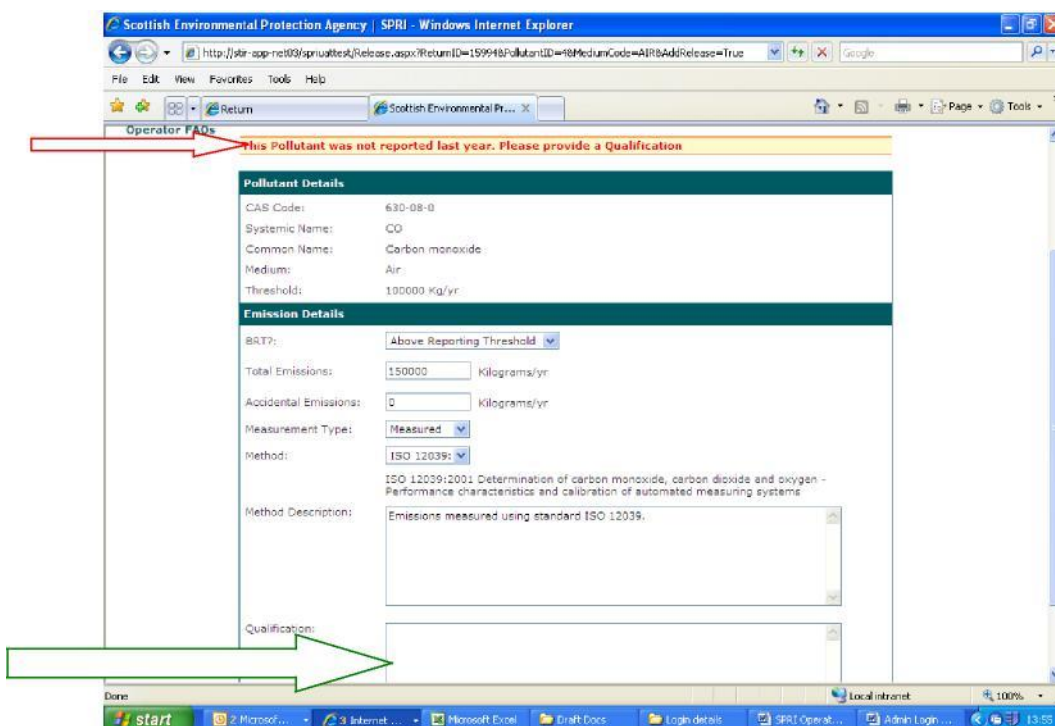 Scottish Environmental Protection Agency | SPRI - Windows Internet Explorer
http://stir-app-net03/spriuattest/Release.aspx?ReturnID=15994&PollutantID=4&MediumCode=AIR&AddRelease=True
Google
File Edit View Favorites Tools Help
Return Scottish Environmental Pr... Page Tools
Operator FAQs
This Pollutant was not reported last year. Please provide a Qualification
Pollutant Details
CAS Code: 630-08-0
Systemic Name: CO
Common Name: Carbon monoxide
Medium: Air
Threshold: 100000 Kg/yr
Emission Details
BRT?: Above Reporting Threshold
Total Emissions: 150000 Kilograms/yr
Accidental Emissions: 0 Kilograms/yr
Measurement Type: Measured
Method: ISO 12039:
ISO 12039:2001 Determination of carbon monoxide, carbon dioxide and oxygen -
Performance characteristics and calibration of automated measuring systems
Method Description: Emissions measured using standard ISO 12039.
Qualification:
Done Local intranet 100%
start 2 Microsof... 3 Internet ... Microsoft Excel Draft Docs Login details SPRI Operat... Admin Login ... 13:55